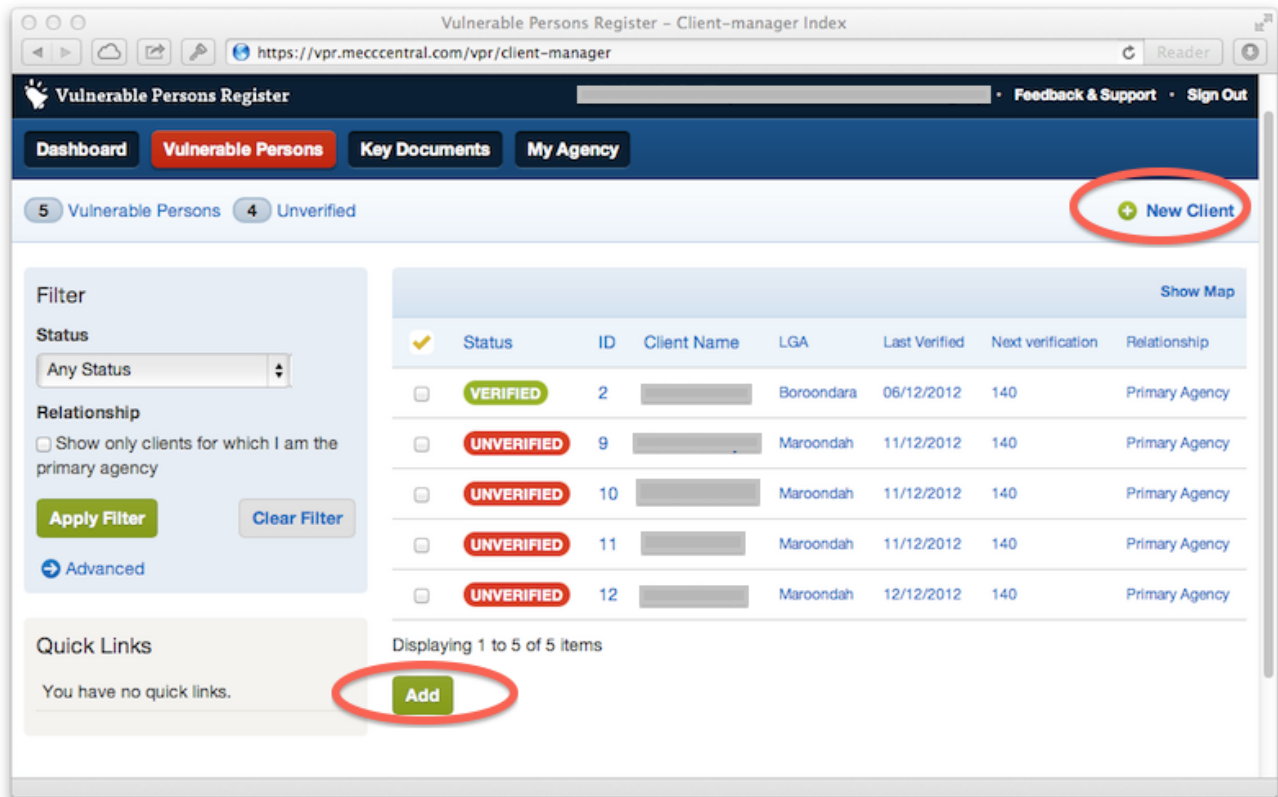 Vulnerable Persons Register – Client-manager Index
https://vpr.mecccentral.com/vpr/client-manager
Reader
Vulnerable Persons Register
• Feedback & Support • Sign Out
Dashboard Vulnerable Persons Key Documents My Agency
5 Vulnerable Persons 4 Unverified
New Client
Filter
Status
Any Status
Relationship
Show only clients for which I am the
primary agency
Apply Filter Clear Filter
Advanced
Quick Links
You have no quick links.
Show Map
Status ID Client Name LGA Last Verified Next verification Relationship
VERIFIED 2 Boroondara 06/12/2012 140 Primary Agency
UNVERIFIED 9 Maroondah 11/12/2012 140 Primary Agency
UNVERIFIED 10 Maroondah 11/12/2012 140 Primary Agency
UNVERIFIED 11 Maroondah 11/12/2012 140 Primary Agency
UNVERIFIED 12 Maroondah 12/12/2012 140 Primary Agency
Displaying 1 to 5 of 5 items
Add